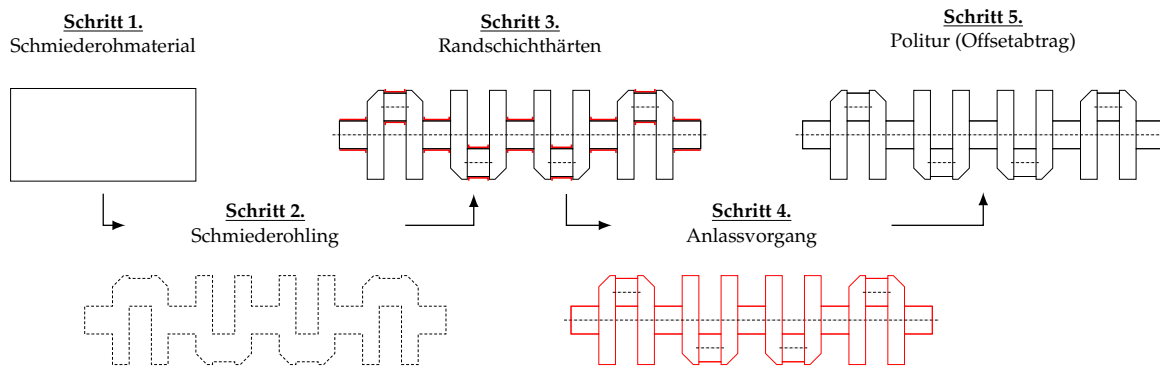 Schritt 1.
Schmiederohmaterial
Schritt 2.
Schmiederohling
Schritt 3.
Randschichthärten
Schritt 4.
Anlassvorgang
Schritt 5.
Politur (Offsetabtrag)